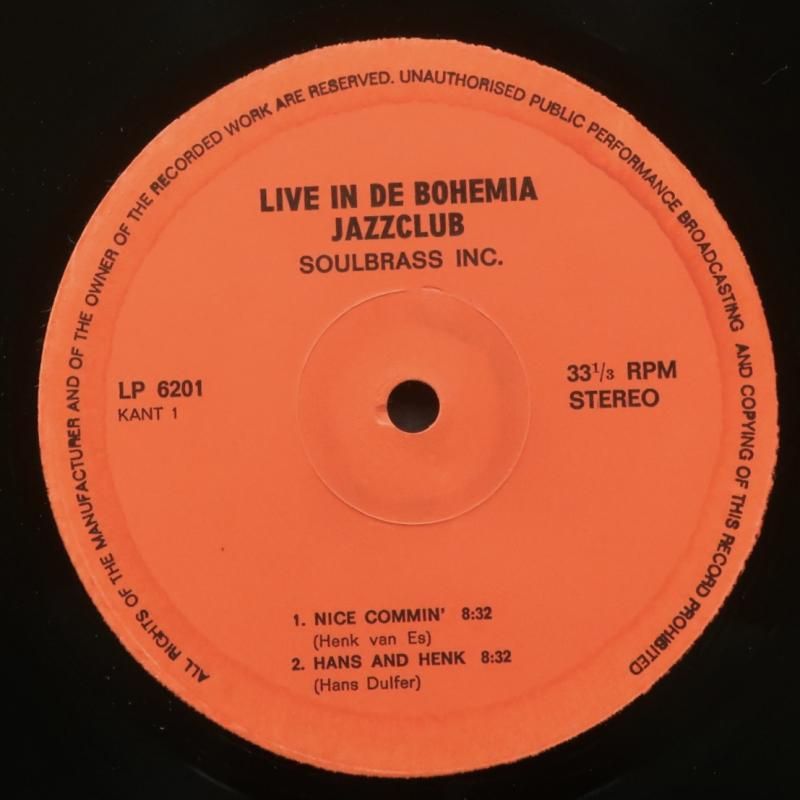 ALL RIGHTS OF THE MANUFACTURER AND OF THE OWNER OF THE RECORDED WORK ARE RESERVED. UNAUTHORISED PUBLIC PERFORMANCE BROADCASTING AND COPYING OF THIS RECORD PROHIBITED
LIVE IN DE BOHEMIA
JAZZCLUB
SOULBRASS INC.
LP 6201
KANT 1
33 1/3 RPM
STEREO
1. NICE COMMIN' 8:32
(Henk van Es)
2. HANS AND HENK 8:32
(Hans Dulfer)